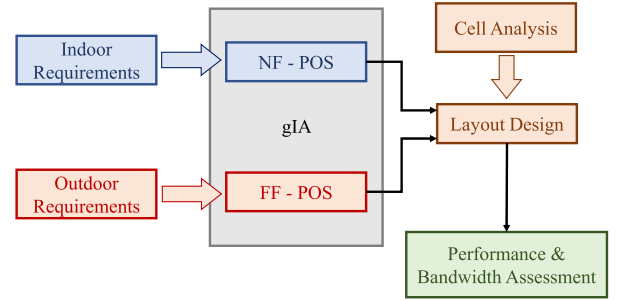 Indoor
Requirements
NF - POS
gIA
Outdoor
Requirements
FF - POS
Cell Analysis
Layout Design
Performance &
Bandwidth Assessment